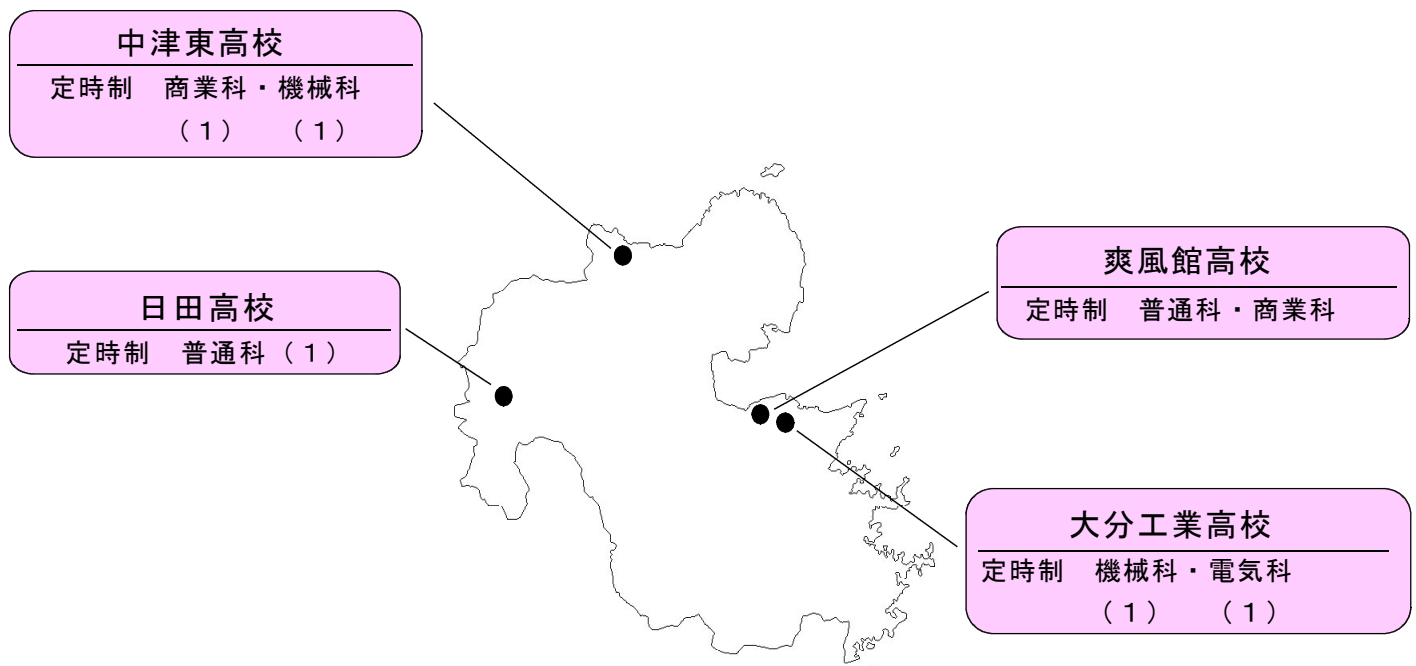 中津東高校
定時制　商業科・機械科
（１）　（１）
日田高校
定時制　普通科（１）
爽風館高校
定時制　普通科・商業科
大分工業高校
定時制　機械科・電気科
（１）　（１）